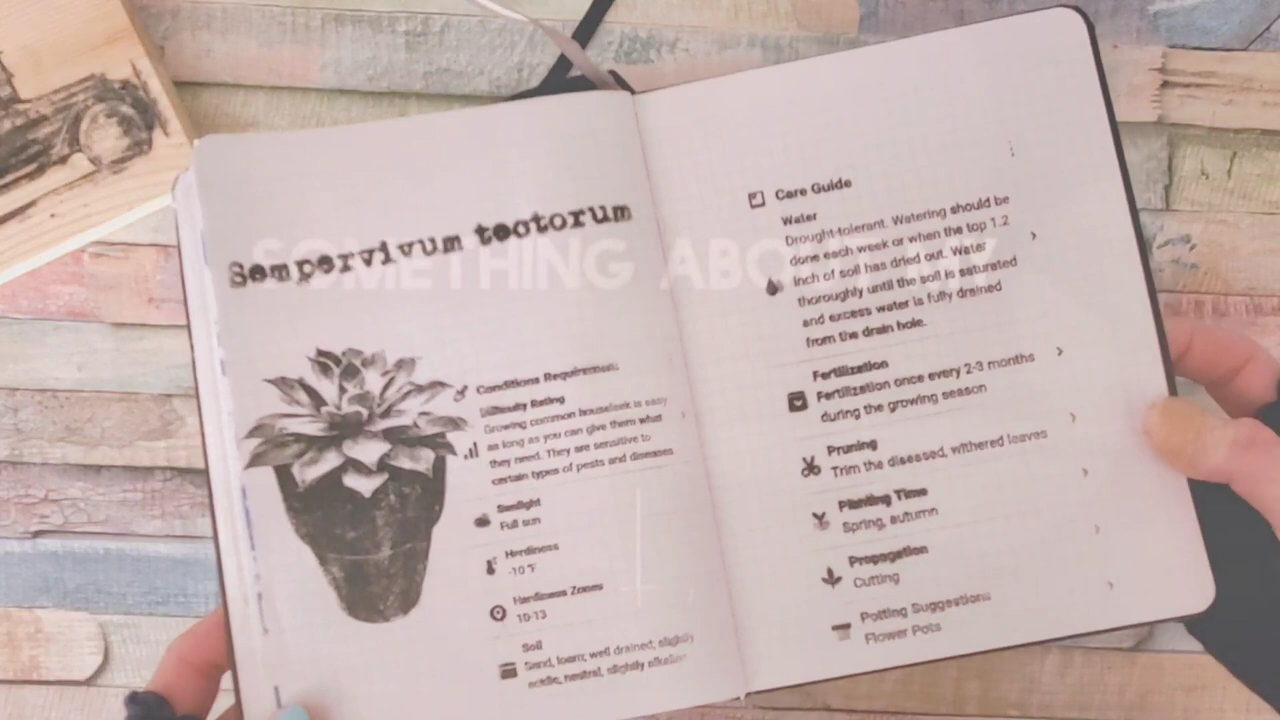 Sempervivum tectorum
Conditions Requirement
Difficulty Rating
Growing common houseleek is easy
as long as you can give them what
they need. They are sensitive to
certain types of pests and diseases
Sunlight
Full sun
Hardiness
-10 °F
Hardiness Zones
10-13
Soil
Sand, loam, well drained, slightly
acidic, neutral, slightly alkaline
Care Guide
Water
Drought-tolerant. Watering should be
done each week or when the top 1.2
inch of soil has dried out. Water
thoroughly until the soil is saturated
and excess water is fully drained
from the drain hole.
Fertilization
Fertilization once every 2-3 months
during the growing season
Pruning
Trim the diseased, withered leaves
Planting Time
Spring, autumn
Propagation
Cutting
Potting Suggestions
Flower Pots
SOMETHING ABOUT MY